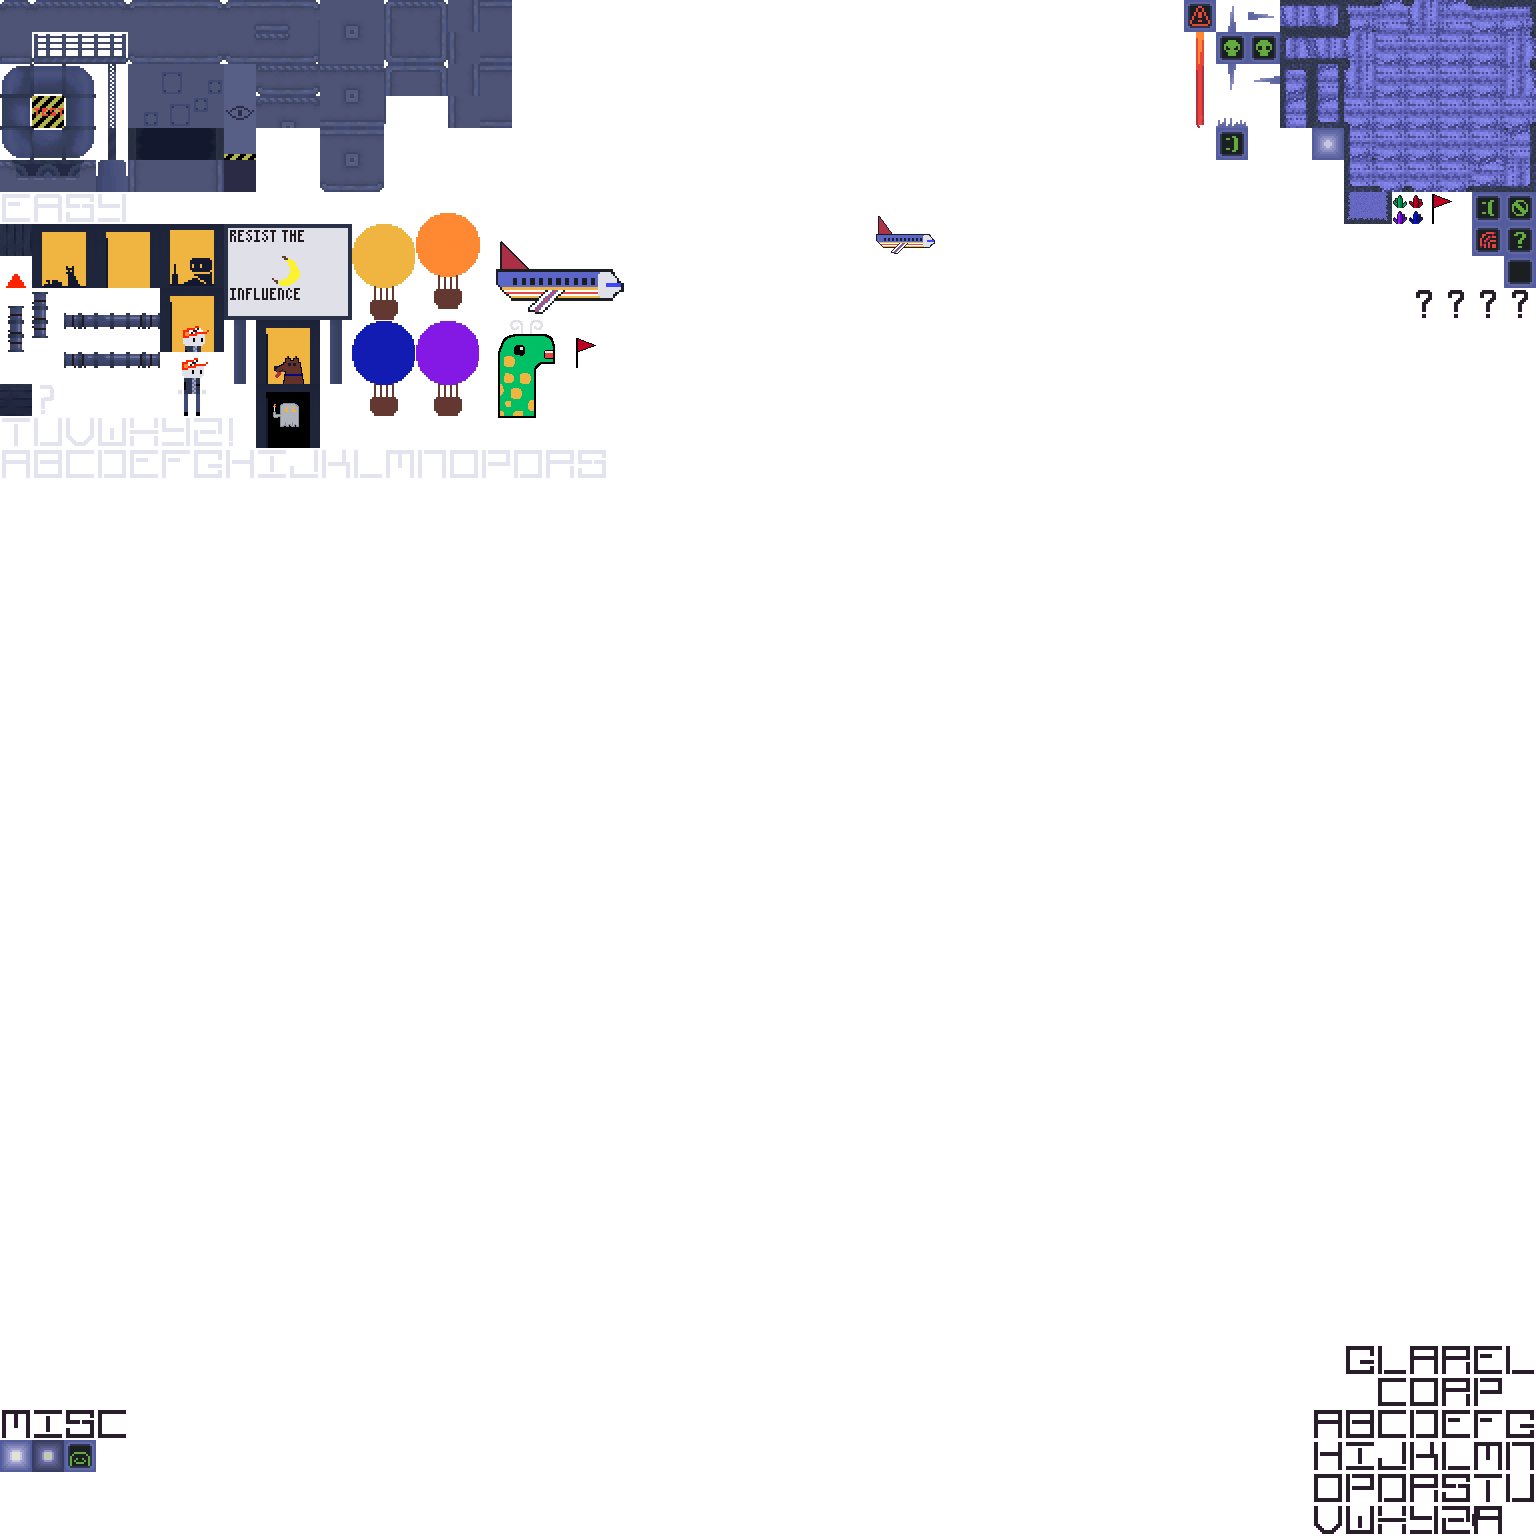 EASY
RESIST THE
INFLUENCE
?
TUVWXYZ!
ABCDEFGHIJKLMNOPQRS
?
? ? ? ?
MISC
GLAREL
CORP
ABCDEFG
HIJKLMN
OPQRSTU
VWXYZA